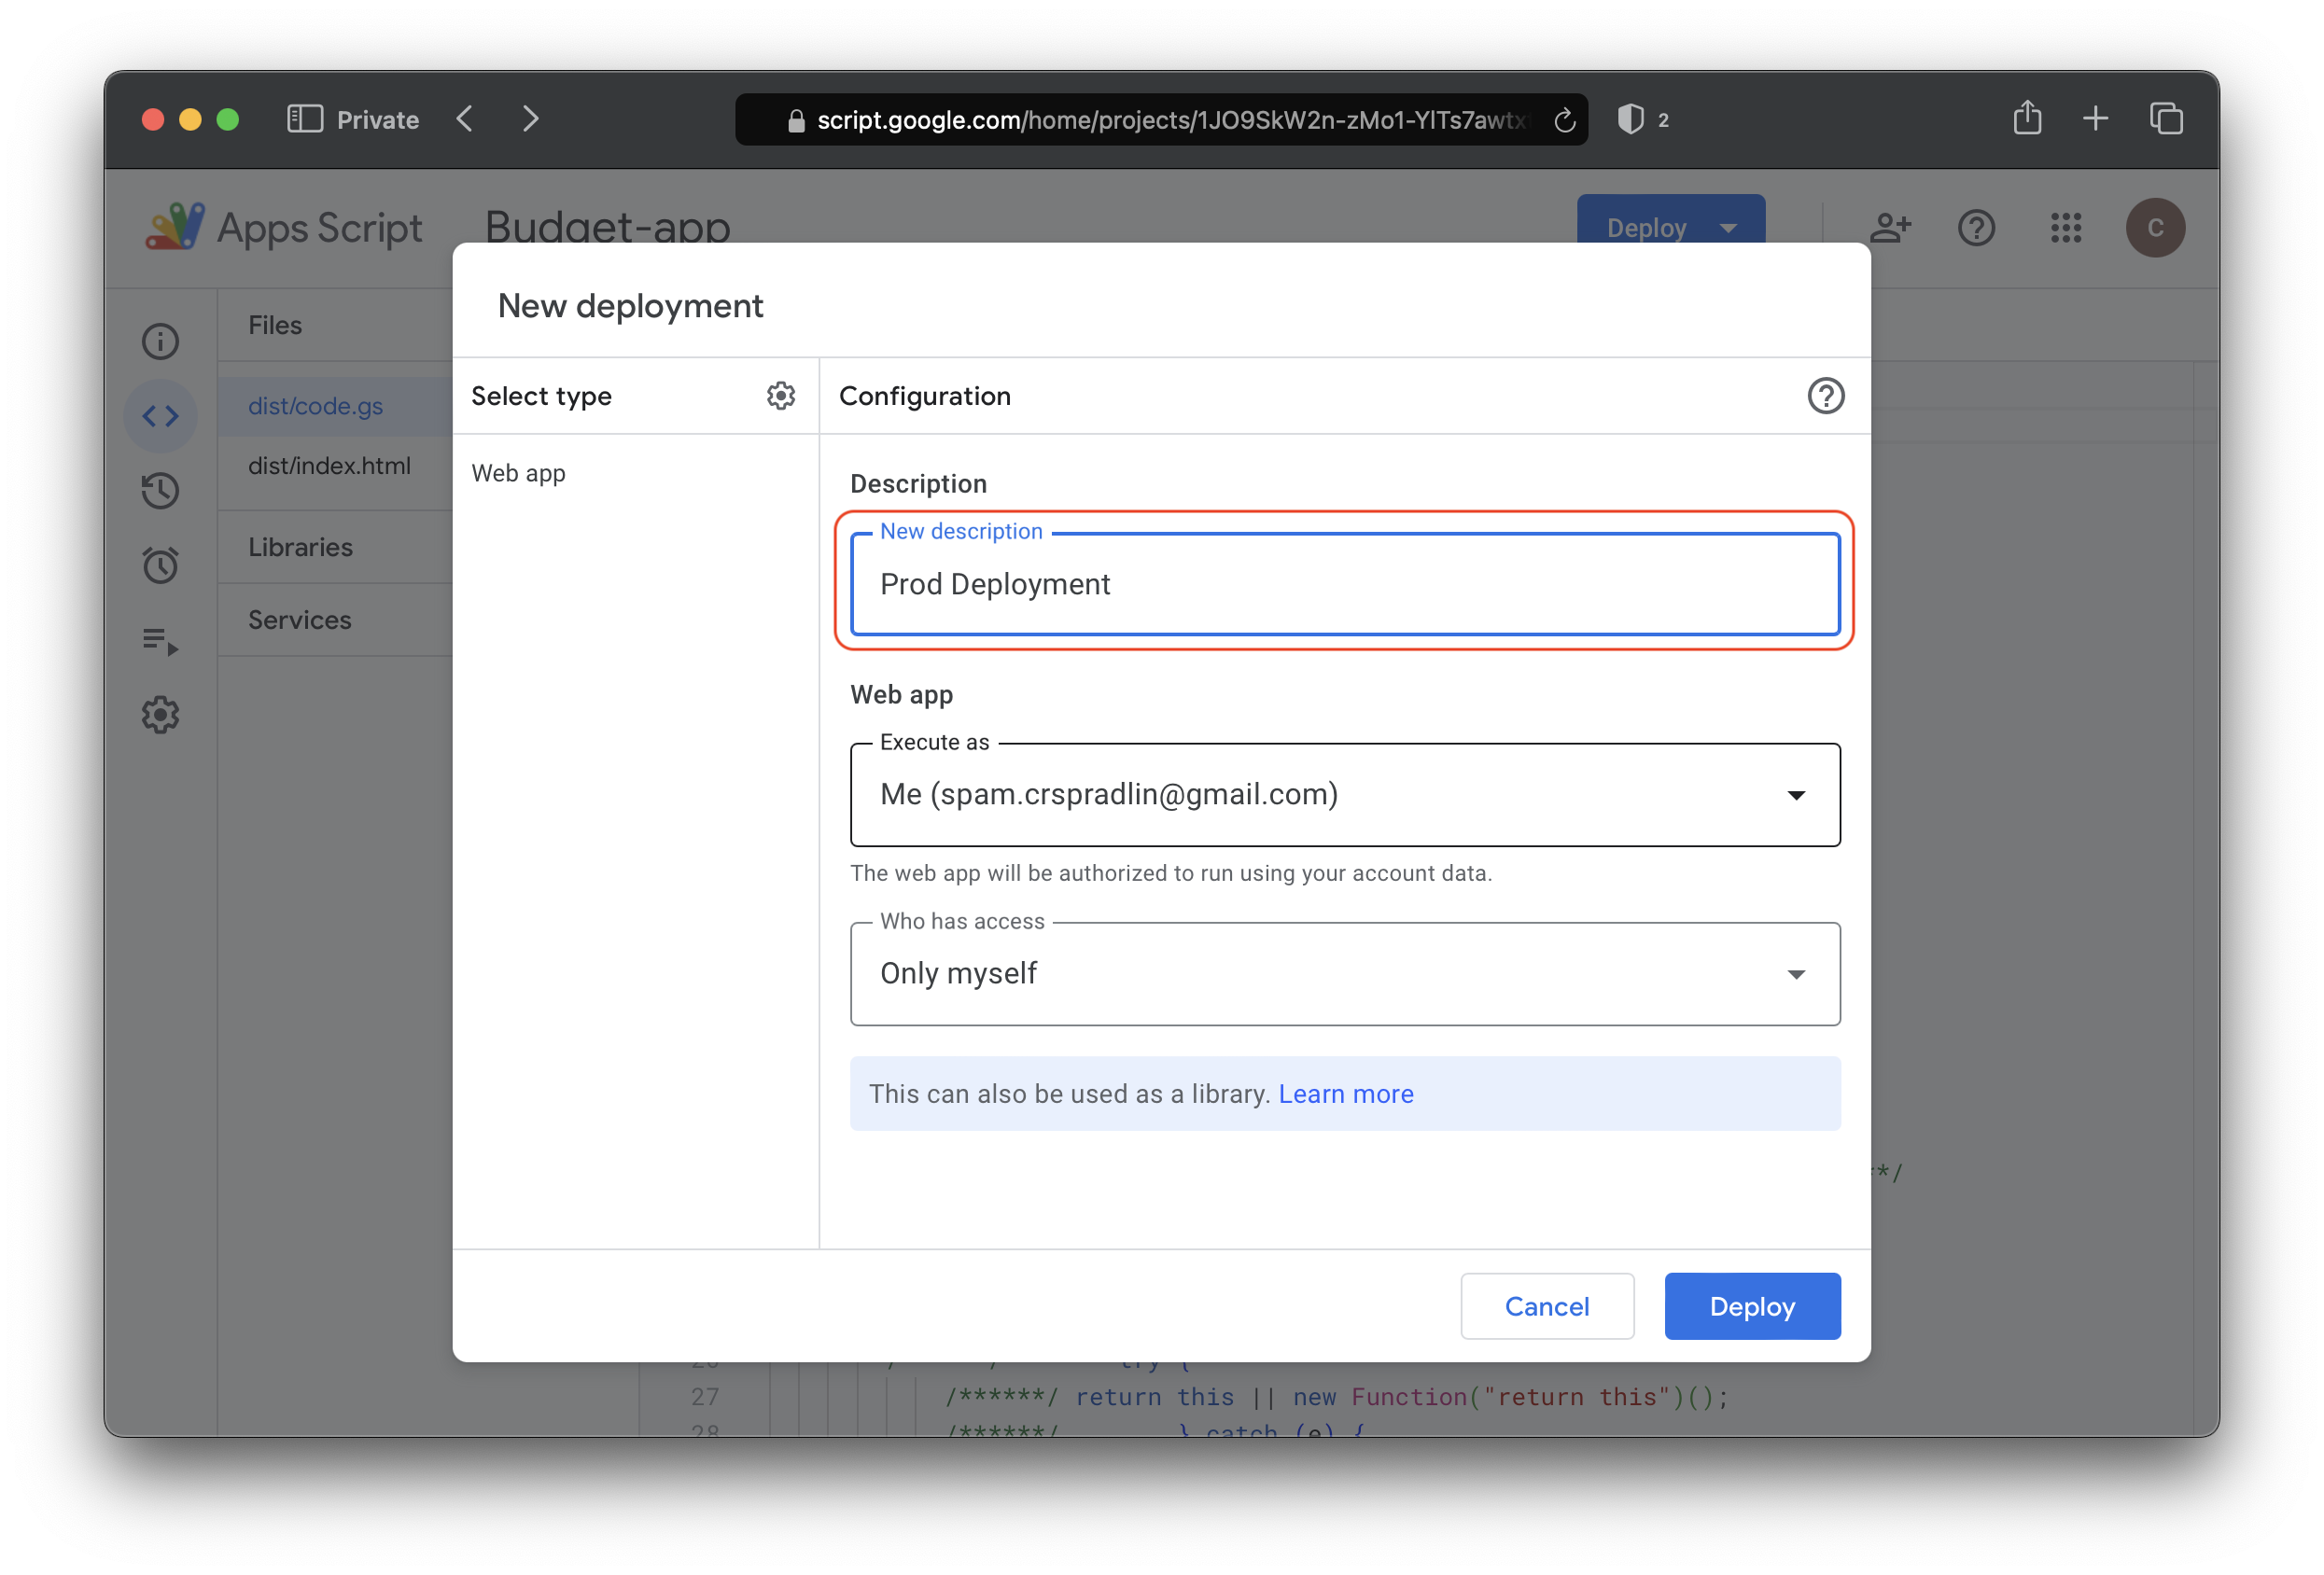 Private
script.google.com/home/projects/1JO9SkW2n-zMo1-YlTs7awtx
2
Apps Script
Budget-app
Deploy
C
Files
dist/code.gs
dist/index.html
Libraries
Services
New deployment
Select type
Configuration
Web app
Description
New description
Prod Deployment
Web app
Execute as
Me (spam.crspradlin@gmail.com)
The web app will be authorized to run using your account data.
Who has access
Only myself
This can also be used as a library. Learn more
**/
Cancel
Deploy
try {
27 /******/ return this || new Function("return this")();
28 /******/ } catch (e) {